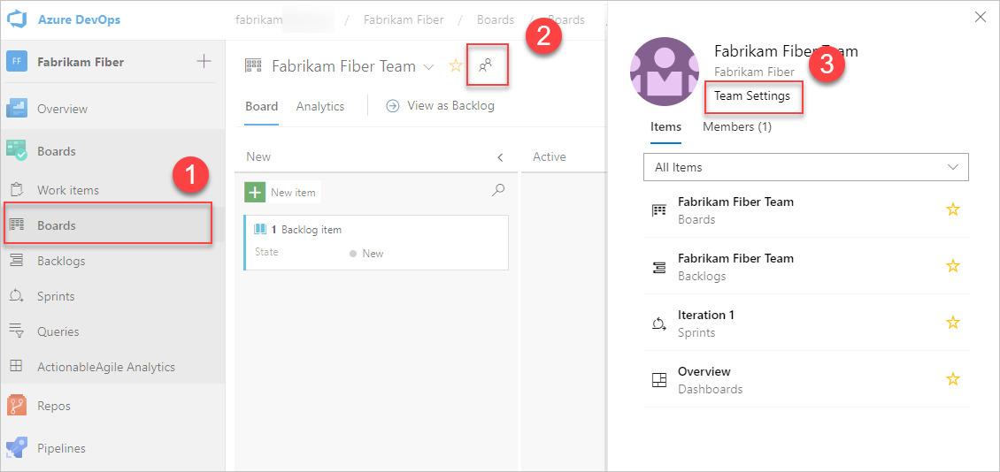 Azure DevOps
fabrikam / Fabrikam Fiber / Boards / Boards
FF Fabrikam Fiber
Overview
Boards
Work items
1
Boards
Backlogs
Sprints
Queries
ActionableAgile Analytics
Repos
Pipelines
Fabrikam Fiber Team
2
Board Analytics View as Backlog
New Active
New item
1 Backlog item
State New
Fabrikam Fiber Team
Fabrikam Fiber
3
Team Settings
Items Members (1)
All Items
Fabrikam Fiber Team
Boards
Fabrikam Fiber Team
Backlogs
Iteration 1
Sprints
Overview
Dashboards